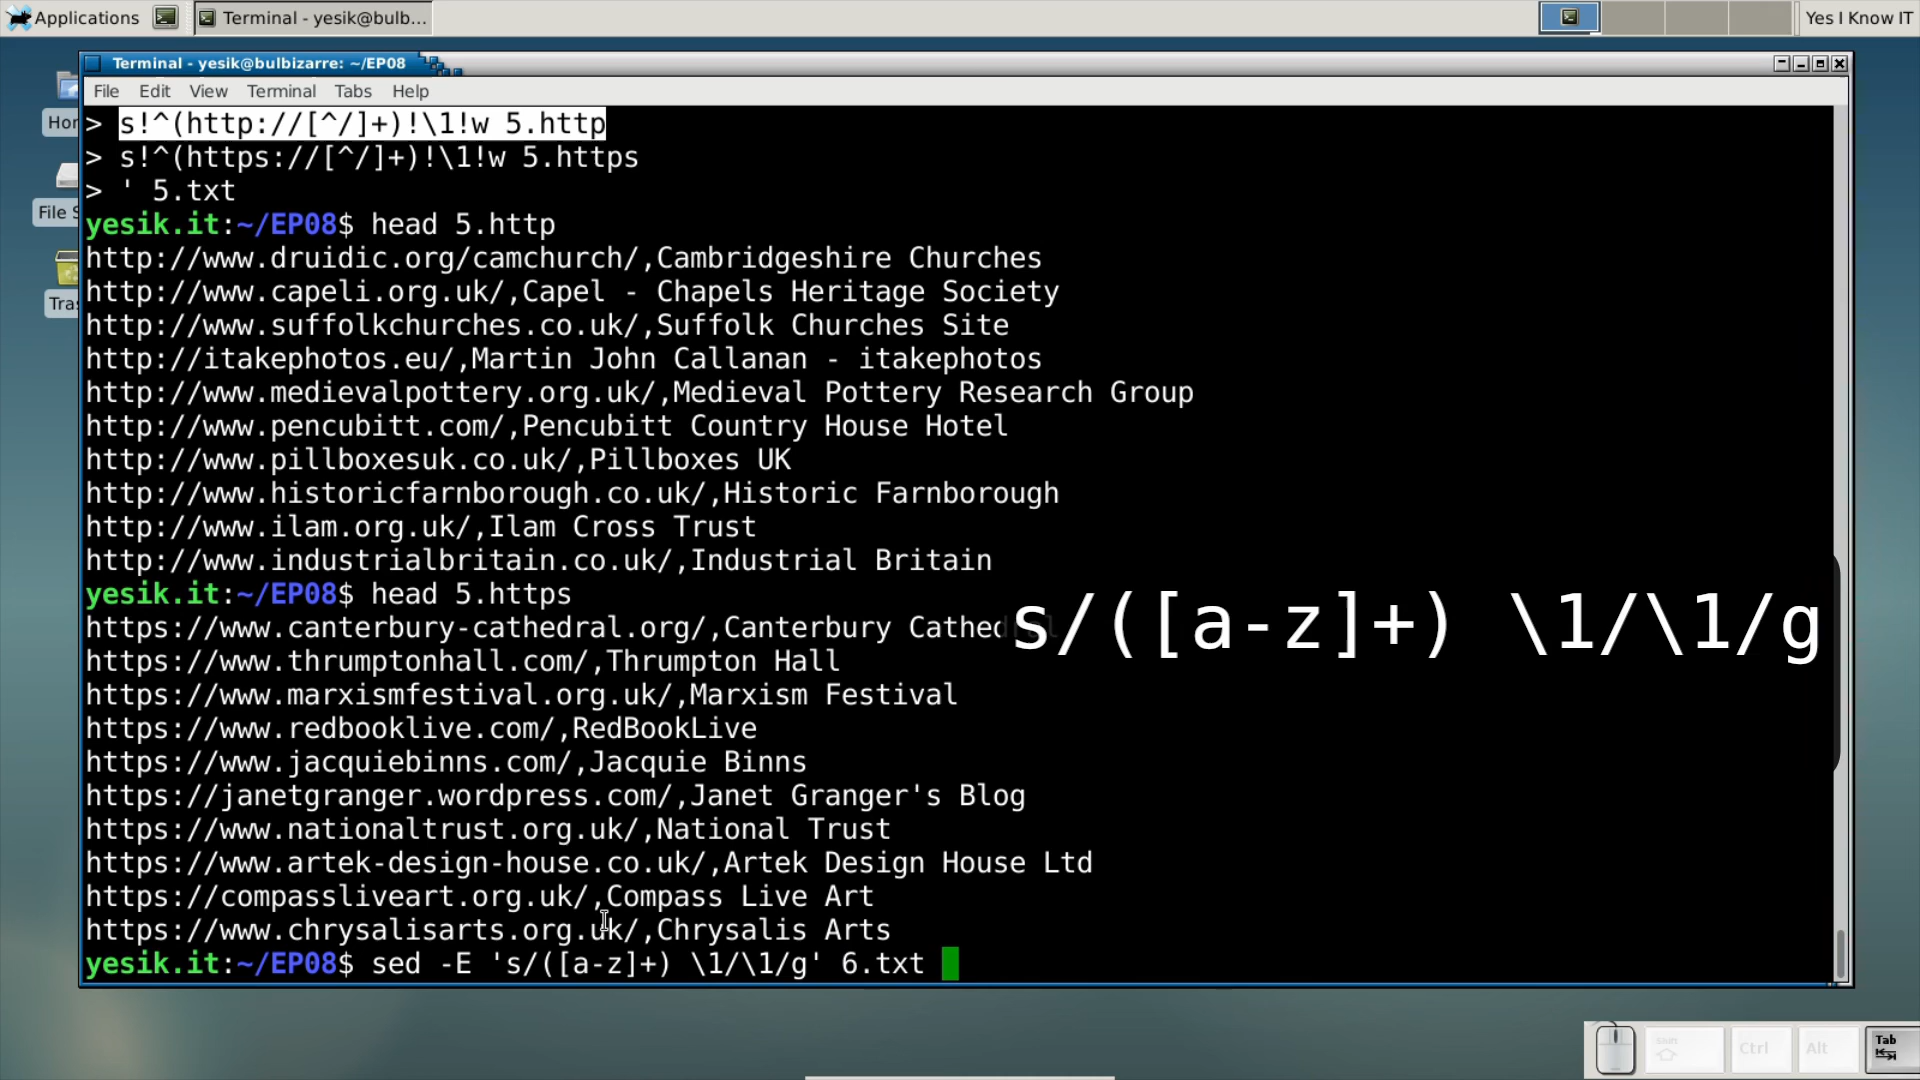 Applications
Terminal - yesik@bulb...
Yes I Know IT
Terminal - yesik@bulbizarre: ~/EP08
File Edit View Terminal Tabs Help
> s!^(http://[^/]+)!\1!w 5.http
> s!^(https://[^/]+)!\1!w 5.https
> ' 5.txt
yesik.it:~/EP08$ head 5.http
http://www.druidic.org/camchurch/,Cambridgeshire Churches
http://www.capeli.org.uk/,Capel - Chapels Heritage Society
http://www.suffolkchurches.co.uk/,Suffolk Churches Site
http://itakephotos.eu/,Martin John Callanan - itakephotos
http://www.medievalpottery.org.uk/,Medieval Pottery Research Group
http://www.pencubitt.com/,Pencubitt Country House Hotel
http://www.pillboxesuk.co.uk/,Pillboxes UK
http://www.historicfarnborough.co.uk/,Historic Farnborough
http://www.ilam.org.uk/,Ilam Cross Trust
http://www.industrialbritain.co.uk/,Industrial Britain
yesik.it:~/EP08$ head 5.https
https://www.canterbury-cathedral.org/,Canterbury Cathedral
s/([a-z]+) \1/\1/g
https://www.thrumptonhall.com/,Thrumpton Hall
https://www.marxismfestival.org.uk/,Marxism Festival
https://www.redbooklive.com/,RedBookLive
https://www.jacquiebinns.com/,Jacquie Binns
https://janetgranger.wordpress.com/,Janet Granger's Blog
https://www.nationaltrust.org.uk/,National Trust
https://www.artek-design-house.co.uk/,Artek Design House Ltd
https://compassliveart.org.uk/,Compass Live Art
https://www.chrysalisarts.org.uk/,Chrysalis Arts
yesik.it:~/EP08$ sed -E 's/([a-z]+) \1/\1/g' 6.txt
Hor
File S
Tra
Shift
Ctrl
Alt
Tab